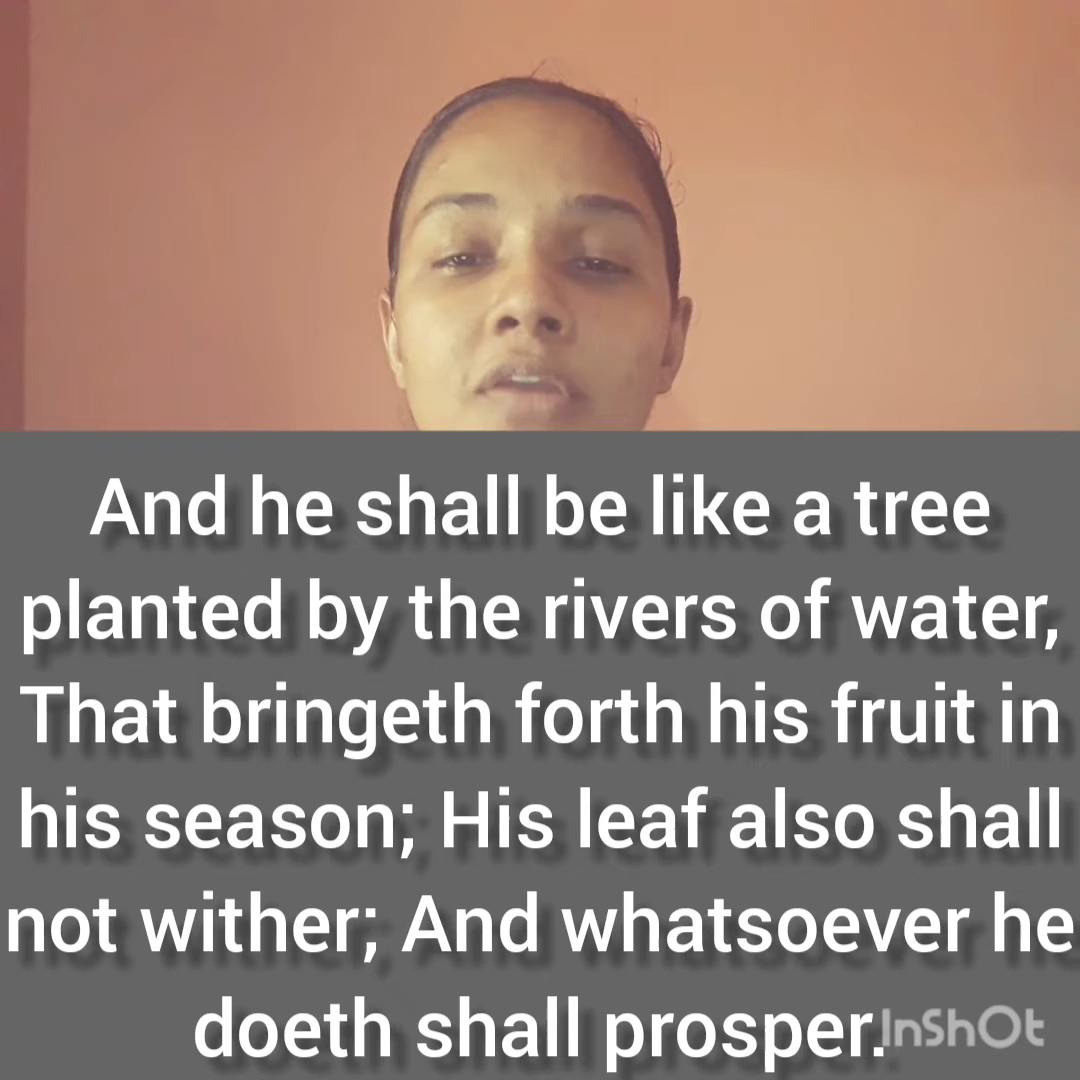 And he shall be like a tree
planted by the rivers of water,
That bringeth forth his fruit in
his season; His leaf also shall
not wither; And whatsoever he
doeth shall prosper.
InShOt